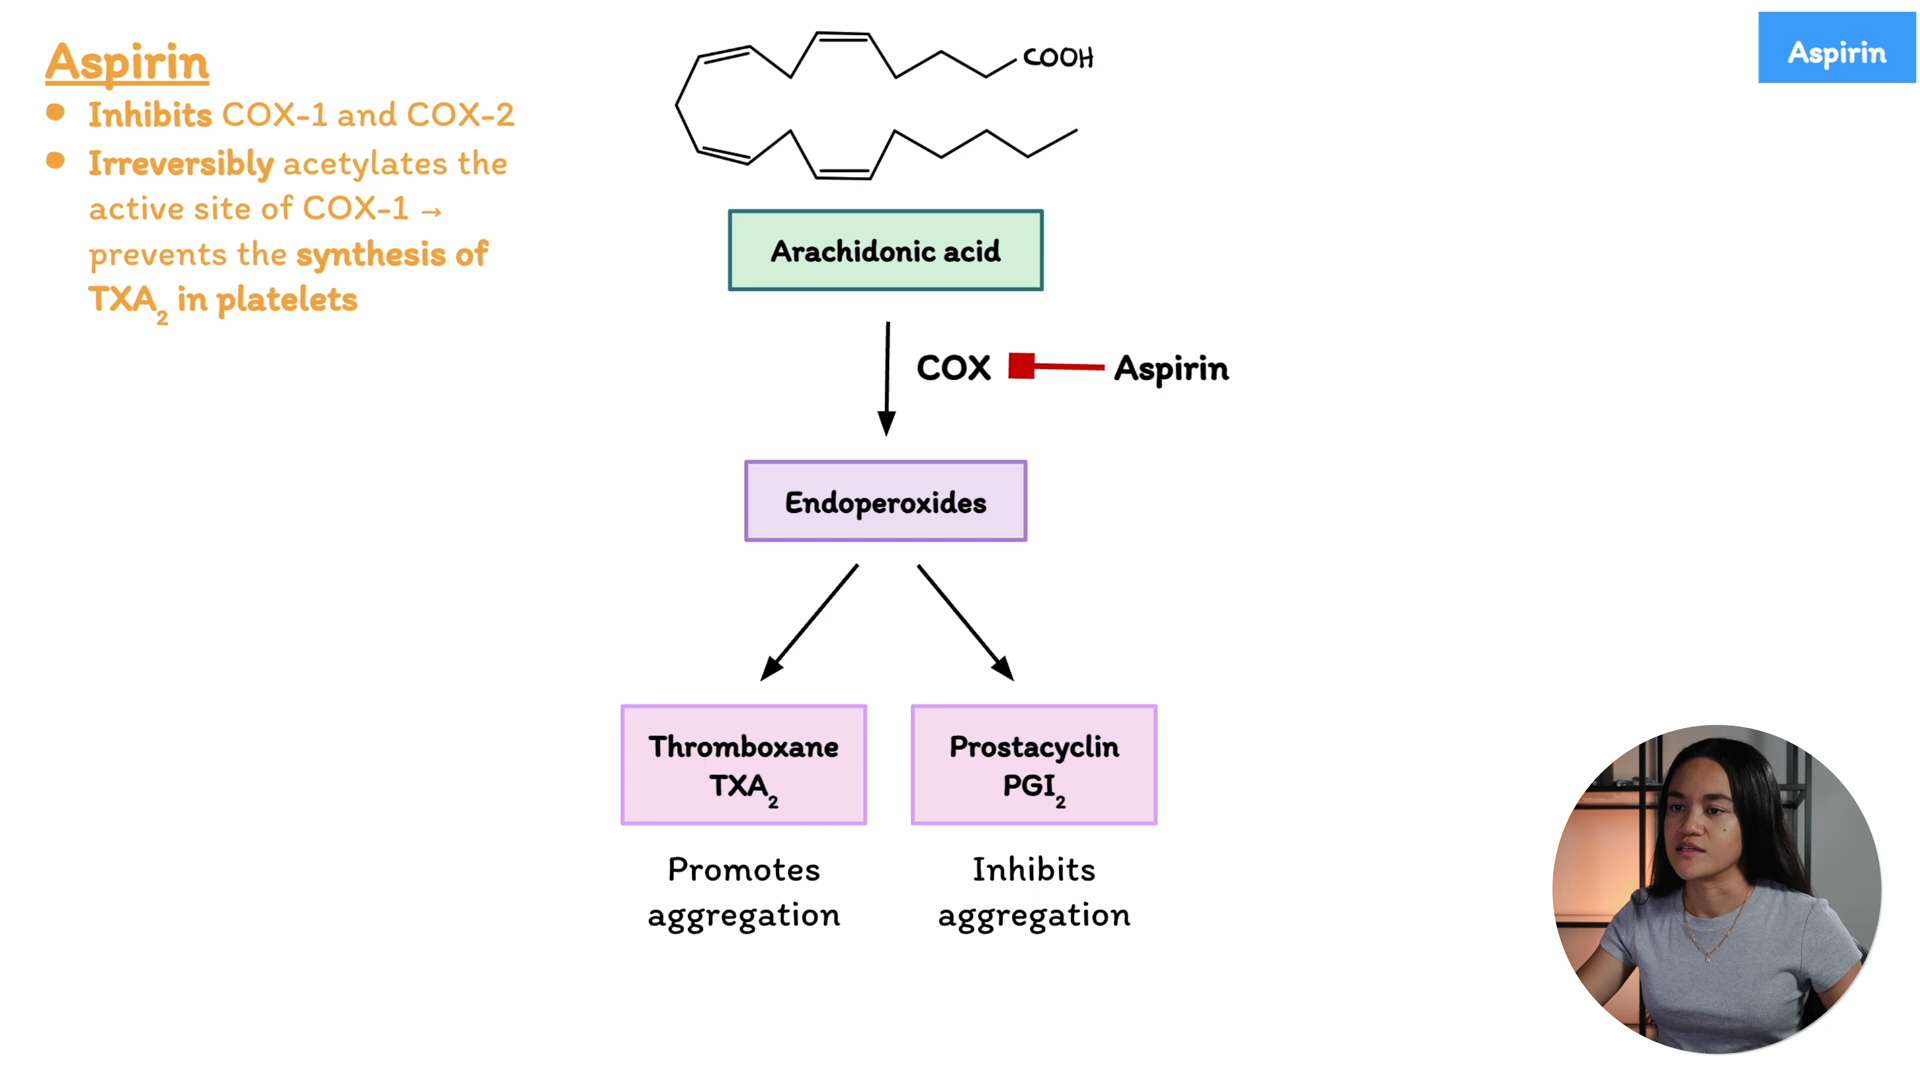 Aspirin
• Inhibits COX-1 and COX-2
• Irreversibly acetylates the
active site of COX-1 →
prevents the synthesis of
TXA₂ in platelets
COOH
Arachidonic acid
COX
Aspirin
Endoperoxides
Thromboxane
TXA₂
Promotes
aggregation
Prostacyclin
PGI₂
Inhibits
aggregation
Aspirin